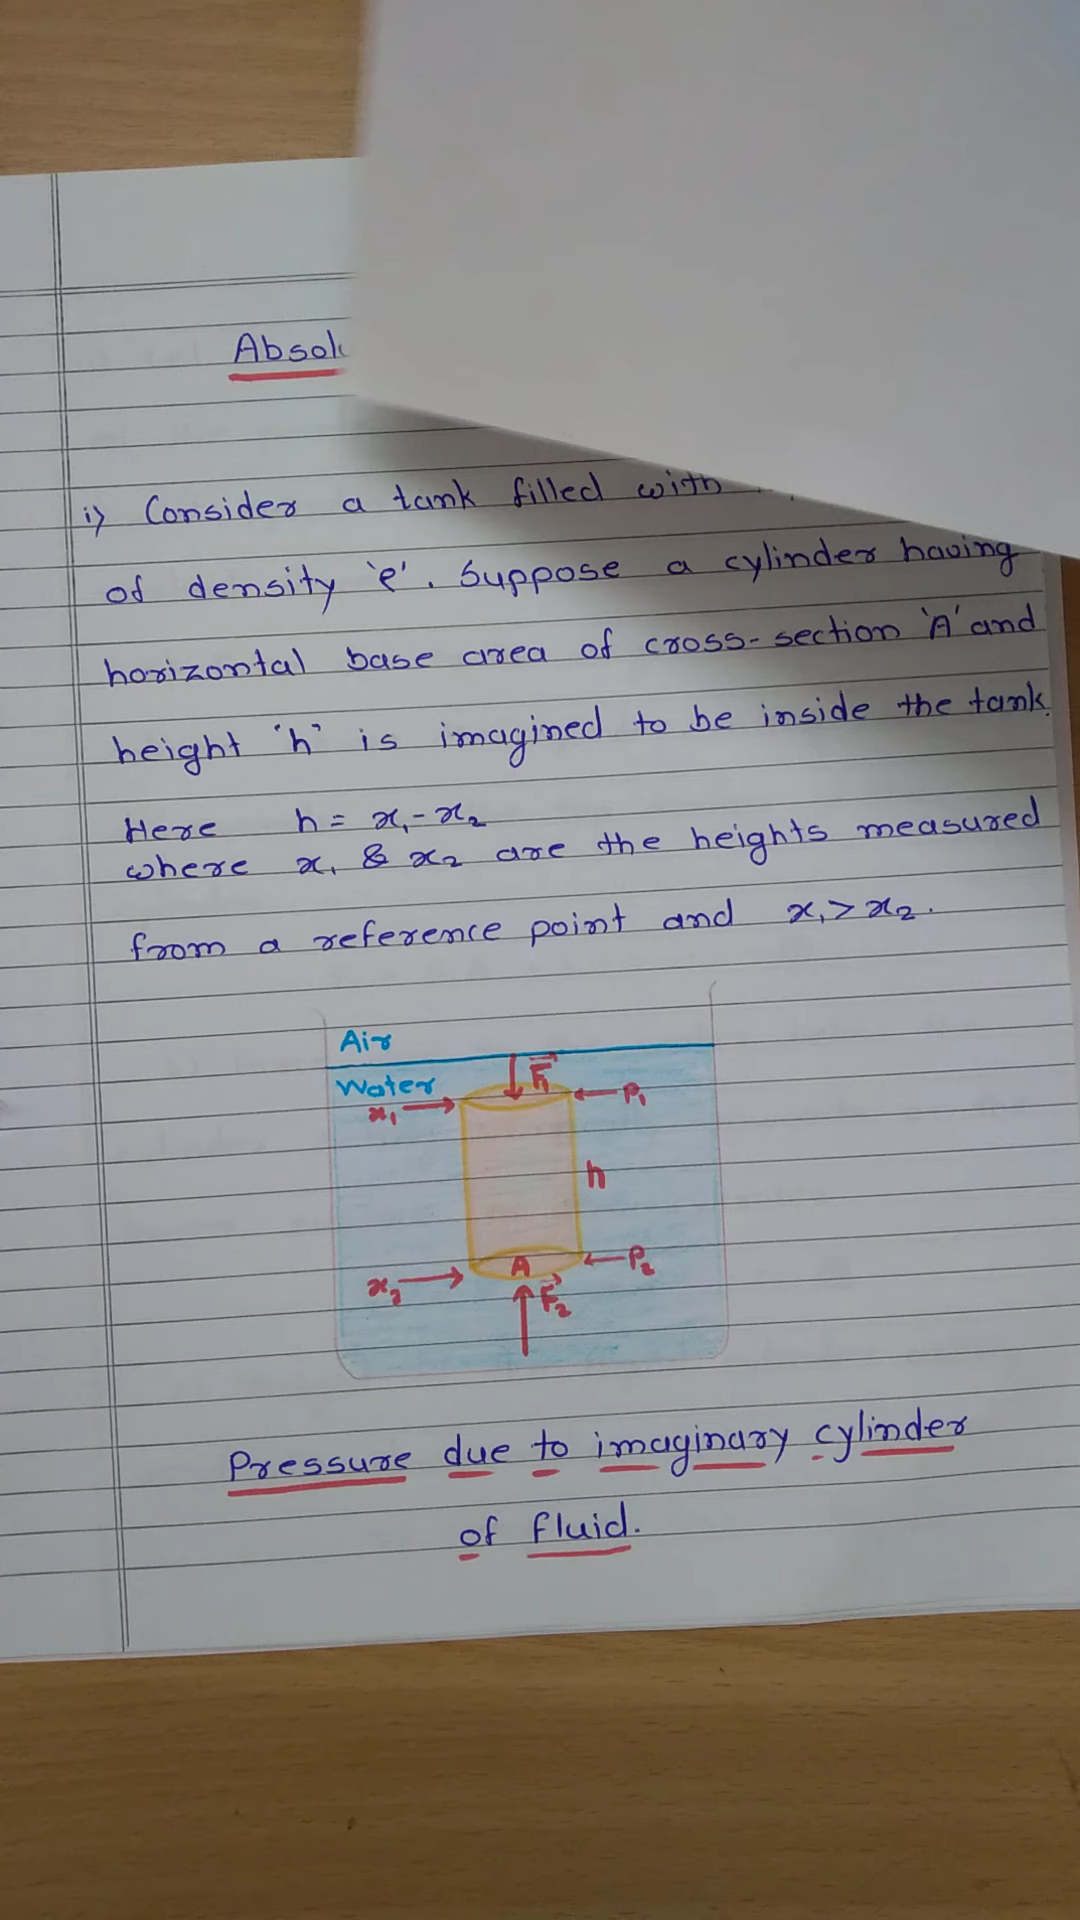 i) Consider a tank filled with
of density 'ρ'. Suppose a cylinder having
horizontal base area of cross-section 'A' and
height 'h' is imagined to be inside the tank.
Here h = x₁ - x₂
where x₁ & x₂ are the heights measured
from a reference point and x₁ > x₂.
Air
Water
F₁
x₁
P₁
h
A
P₂
x₂
F₂
Pressure due to imaginary cylinder
of fluid.